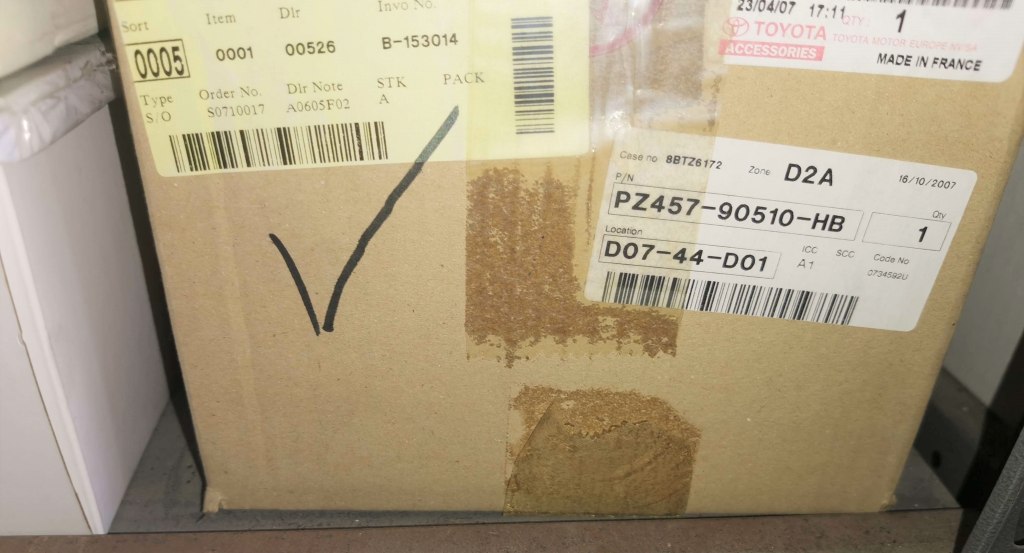 Sort Item Dlr Invo No.
0005 0001 00526 B-153014
Type Order No. Dlr Note STK PACK
S/O S0710017 A0605F02 A
23/04/07 17:11 QTY: 1
TOYOTA TOYOTA MOTOR EUROPE NV/SA
ACCESSORIES
MADE IN FRANCE
Case no 8BTZ6172 Zone D2A 16/10/2007
P/N Qty
PZ457-90510-HB 1
Location ICC SCC Code No
D07-44-D01 A1 0734592U